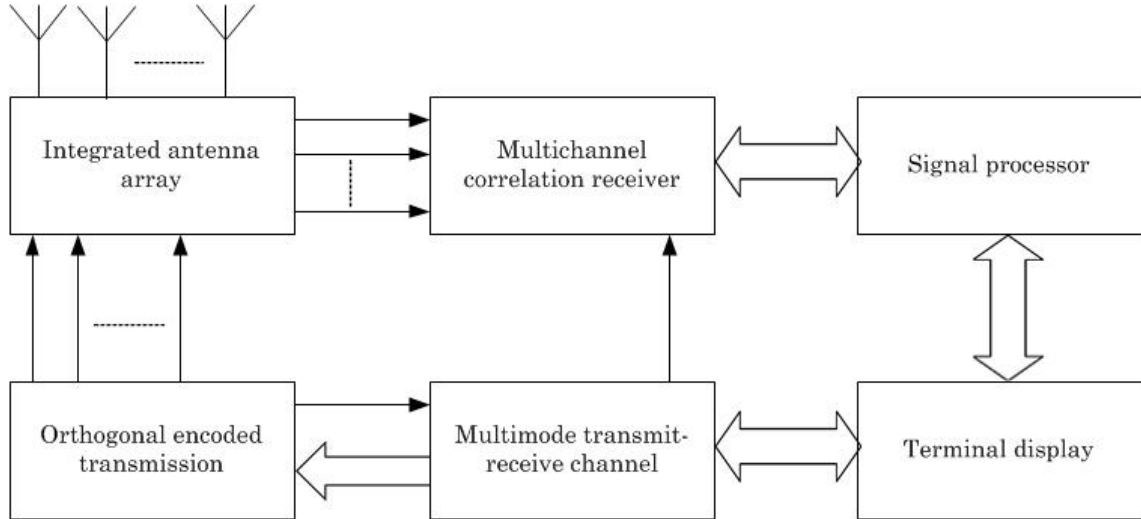 Integrated antenna
array
Multichannel
correlation receiver
Signal processor
Orthogonal encoded
transmission
Multimode transmit-
receive channel
Terminal display